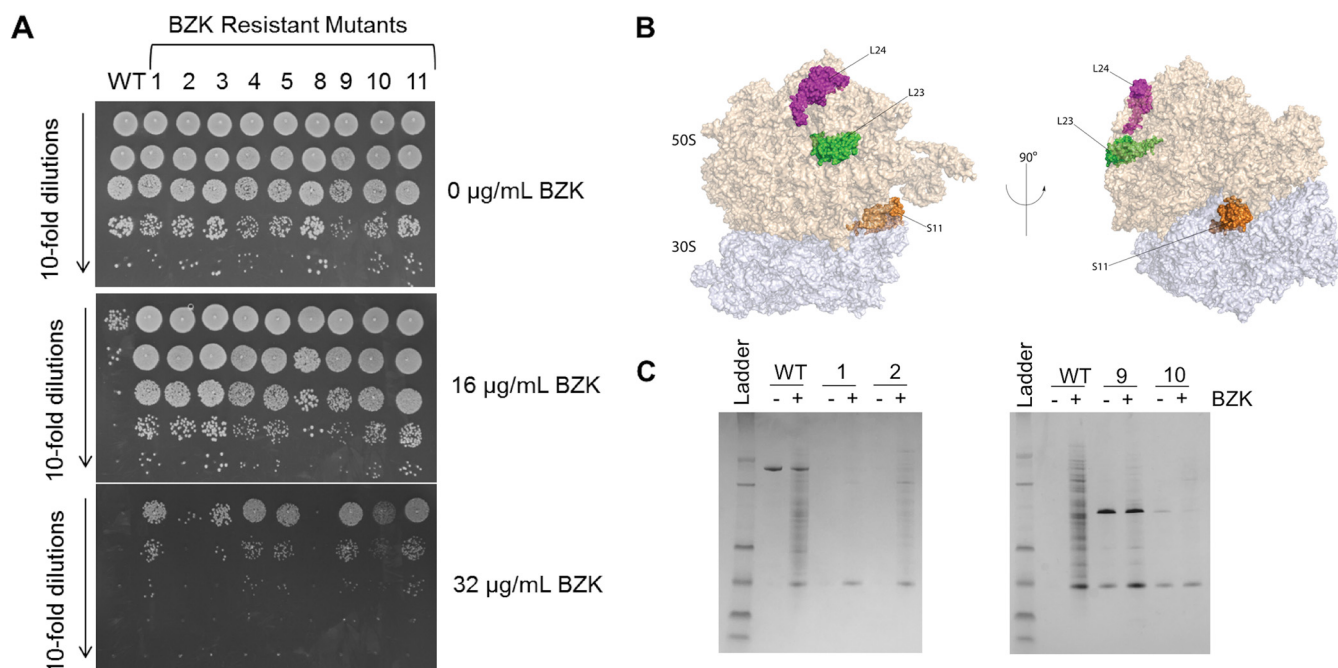 A
BZK Resistant Mutants
WT 1 2 3 4 5 8 9 10 11
10-fold dilutions
0 µg/mL BZK
10-fold dilutions
16 µg/mL BZK
10-fold dilutions
32 µg/mL BZK
B
L24
L23
50S
S11
30S
90°
L24
L23
S11
C
Ladder
WT 1 2
- + - + - +
Ladder
WT 9 10
- + - + - + BZK